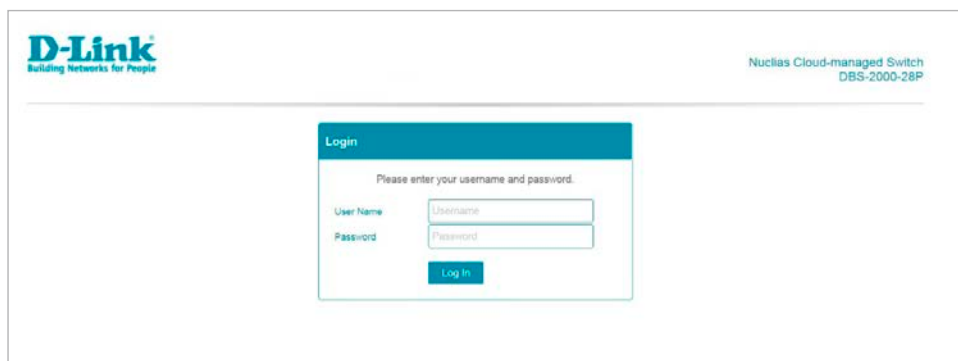 D-Link
Building Networks for People
Nuclias Cloud-managed Switch
DBS-2000-28P
Login
Please enter your username and password.
User Name
Username
Password
Password
Log In